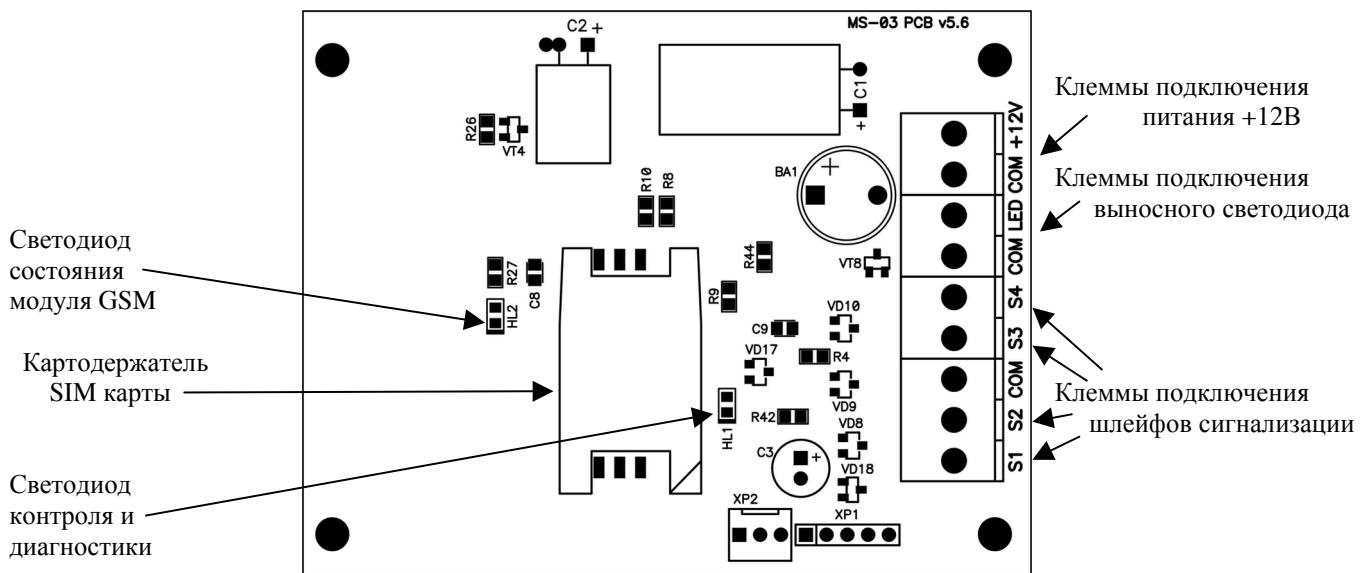 MS-03 PCB v5.6
C2 +
C1
+
R26
VT4
+12V
COM
LED
COM
S4
S3
COM
S2
S1
BA1
+
R10
R8
R44
VT8
R27
C8
HL2
R9
VD10
C9
VD17
R4
VD9
HL1
R42
VD8
C3
+
VD18
XP2
XP1
Светодиод
состояния
модуля GSM
Картодержатель
SIM карты
Светодиод
контроля и
диагностики
Клеммы подключения
питания +12В
Клеммы подключения
выносного светодиода
Клеммы подключения
шлейфов сигнализации